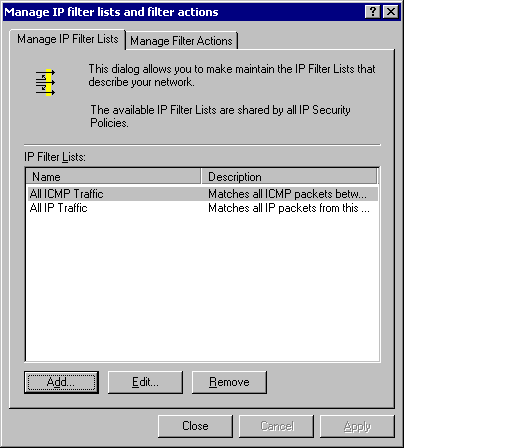 Manage IP filter lists and filter actions
Manage IP Filter Lists Manage Filter Actions
This dialog allows you to make maintain the IP Filter Lists that
describe your network.
The available IP Filter Lists are shared by all IP Security
Policies.
IP Filter Lists:
Name Description
All ICMP Traffic Matches all ICMP packets betw...
All IP Traffic Matches all IP packets from this ...
Add... Edit... Remove
Close Cancel Apply